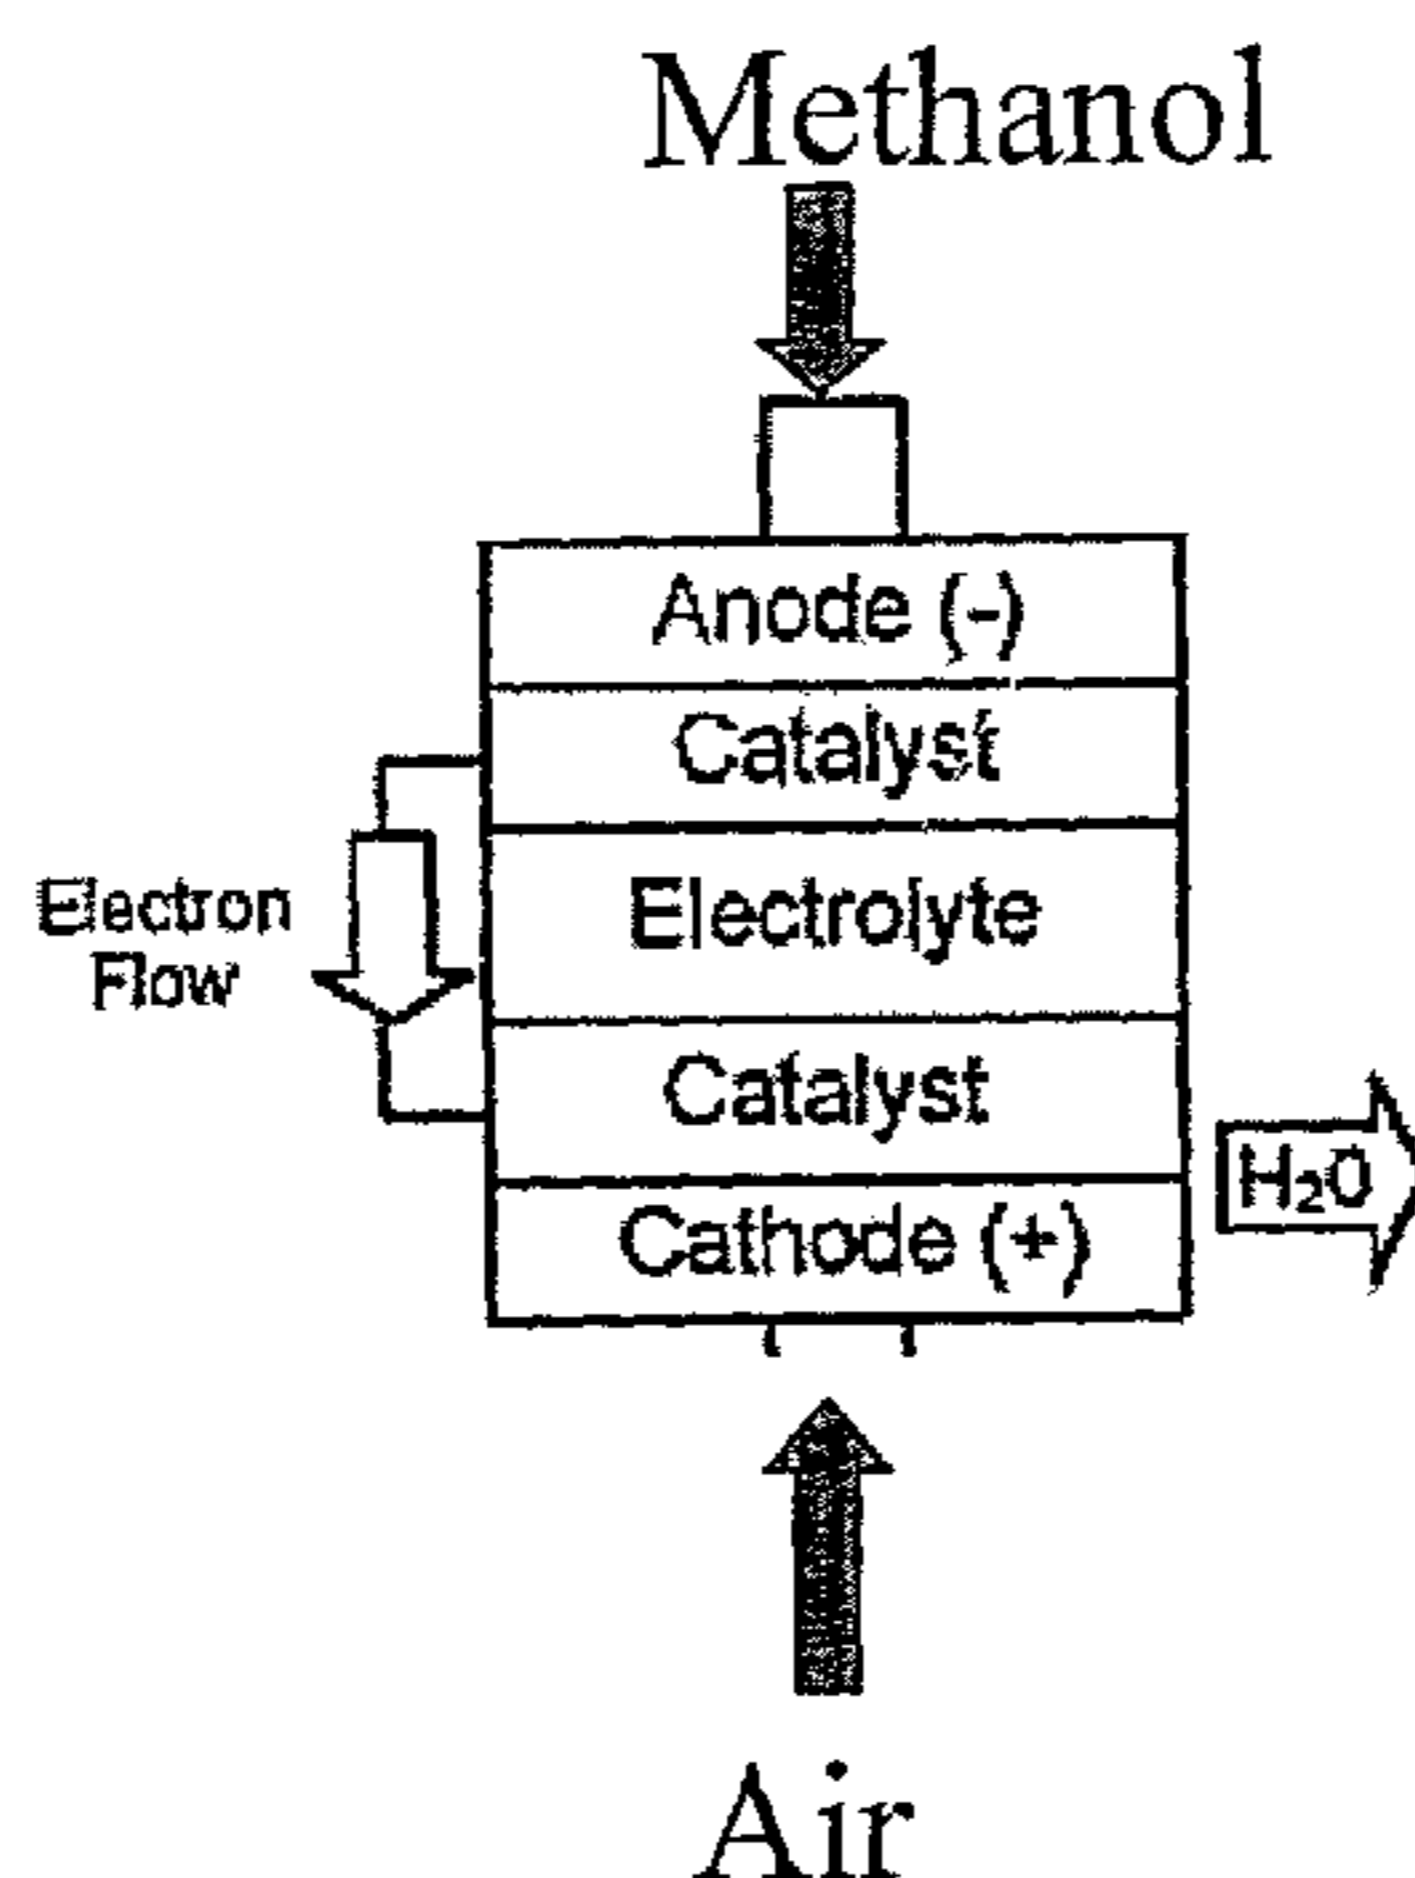 Methanol
Anode (-)
Catalyst
Electrolyte
Electron
Flow
Catalyst
H₂O
Cathode (+)
Air